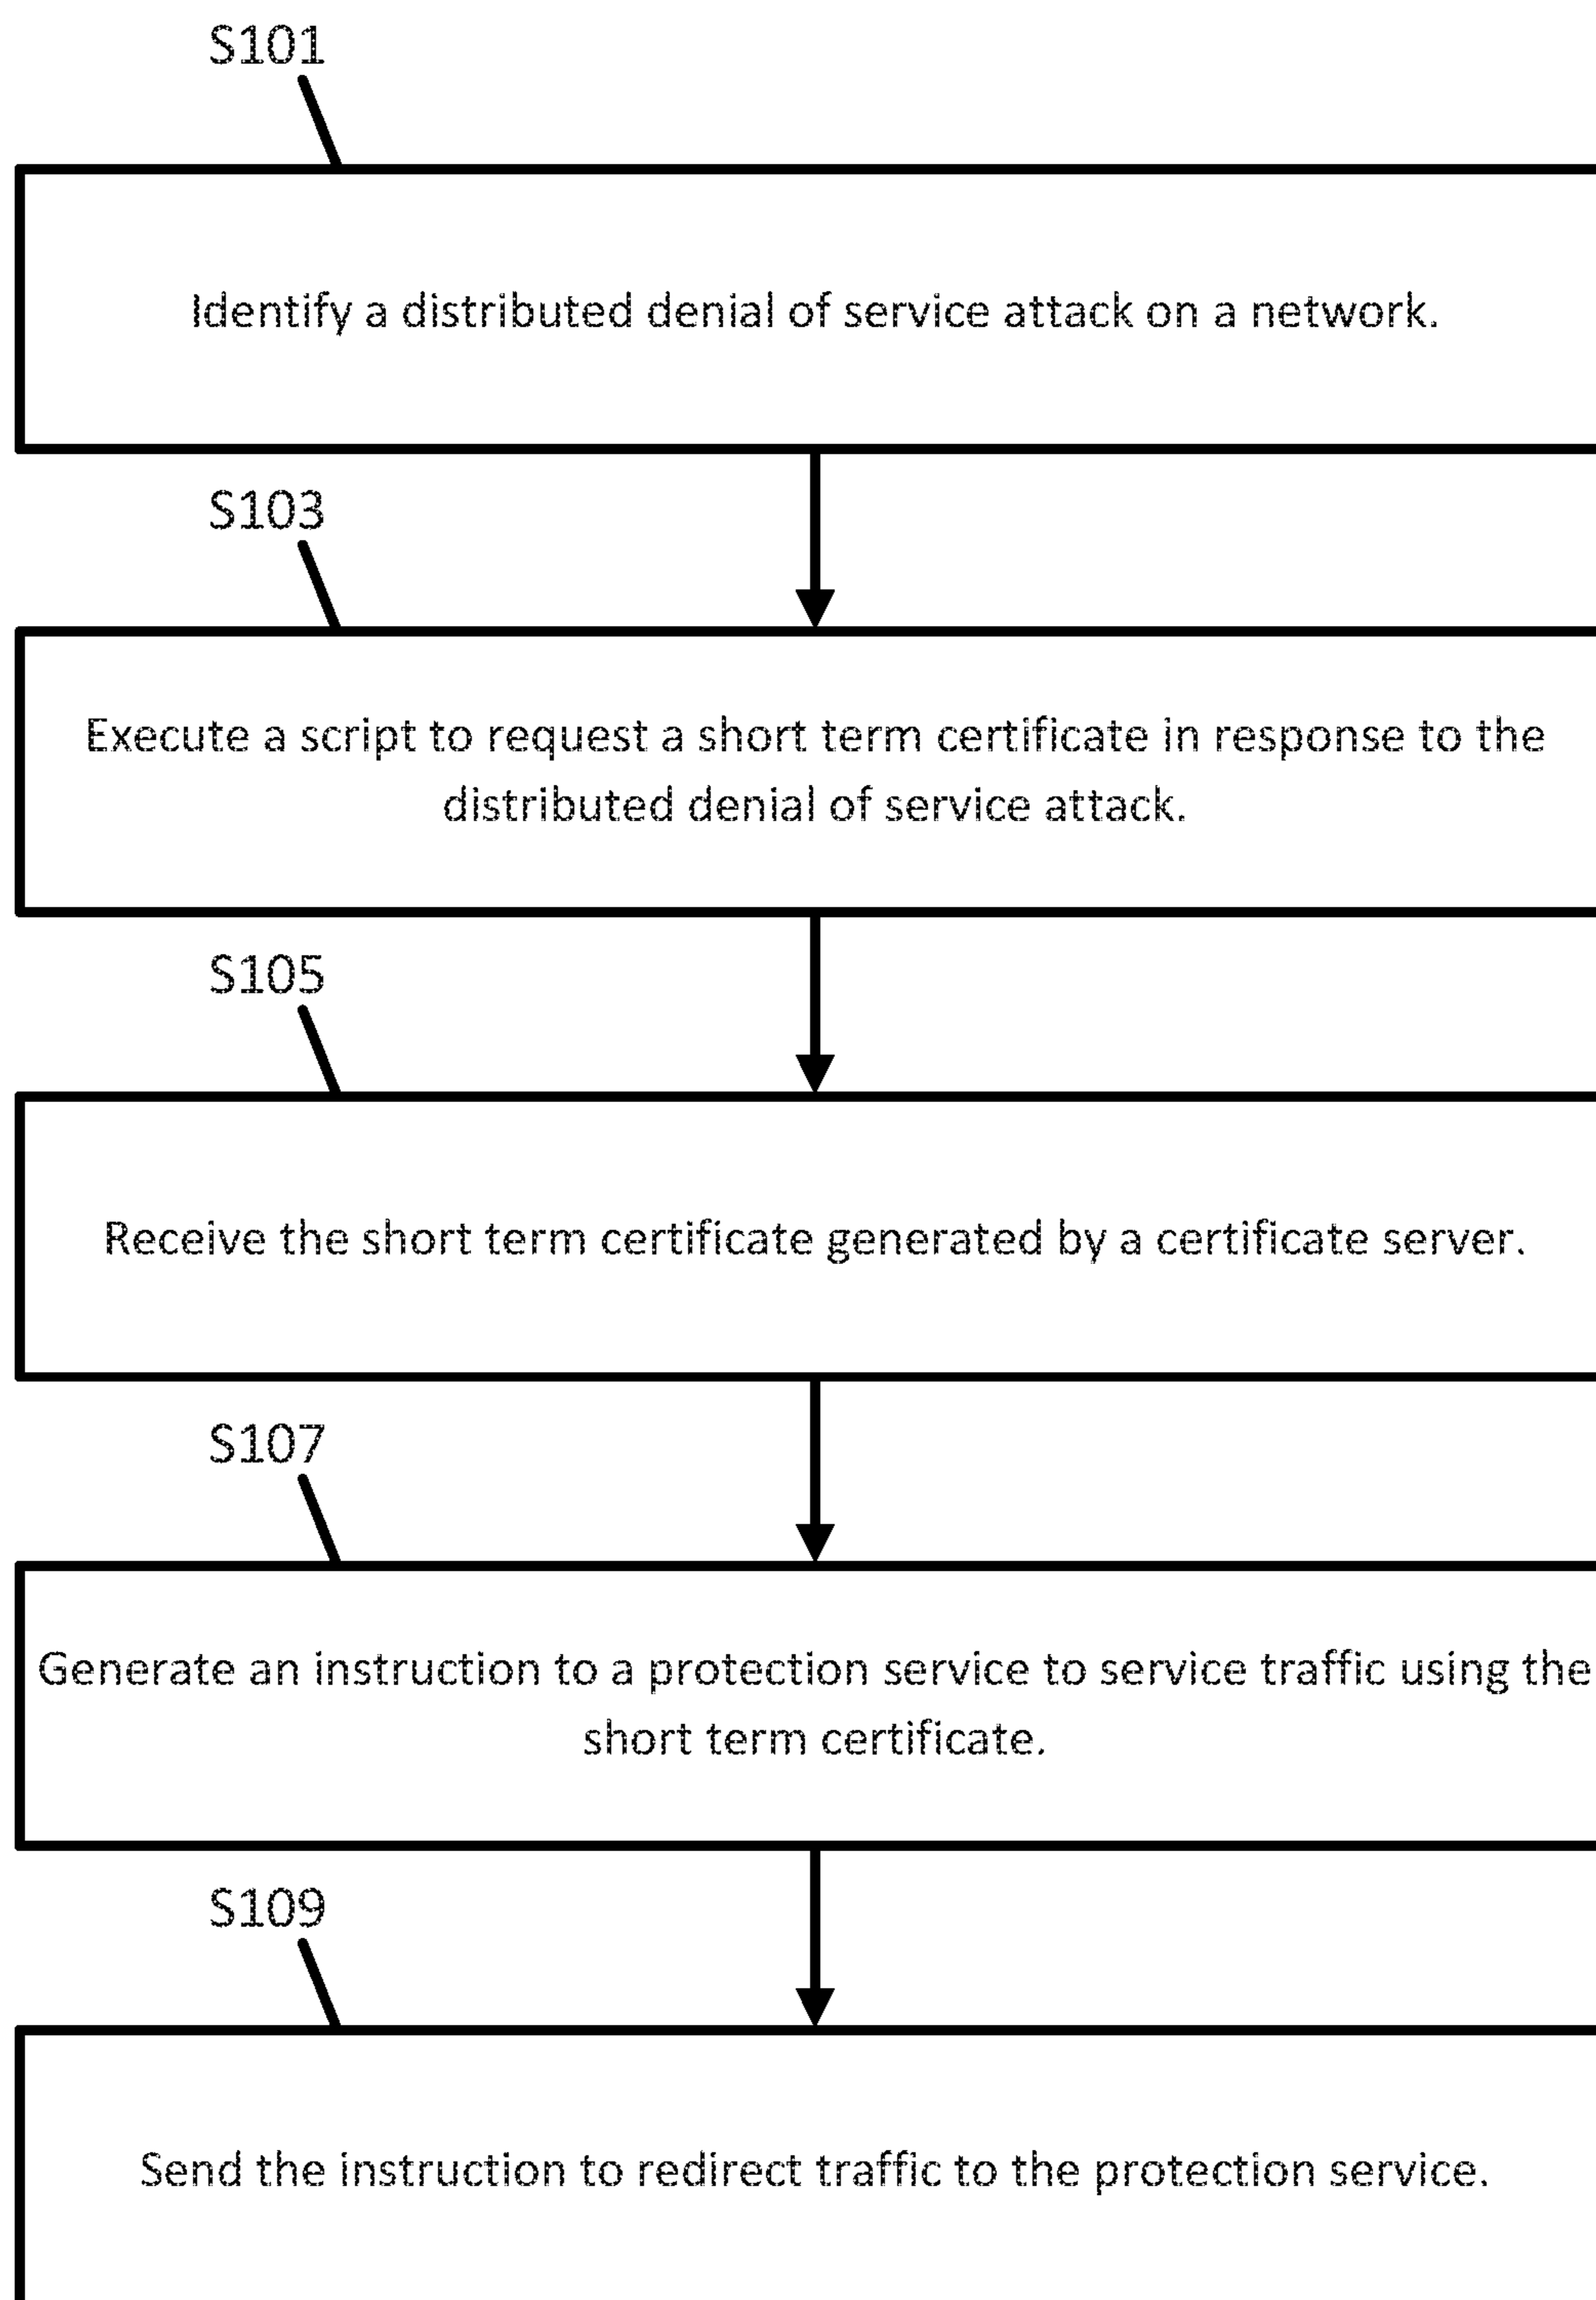 S101
Identify a distributed denial of service attack on a network.
S103
Execute a script to request a short term certificate in response to the
distributed denial of service attack.
S105
Receive the short term certificate generated by a certificate server.
S107
Generate an instruction to a protection service to service traffic using the
short term certificate.
S109
Send the instruction to redirect traffic to the protection service.